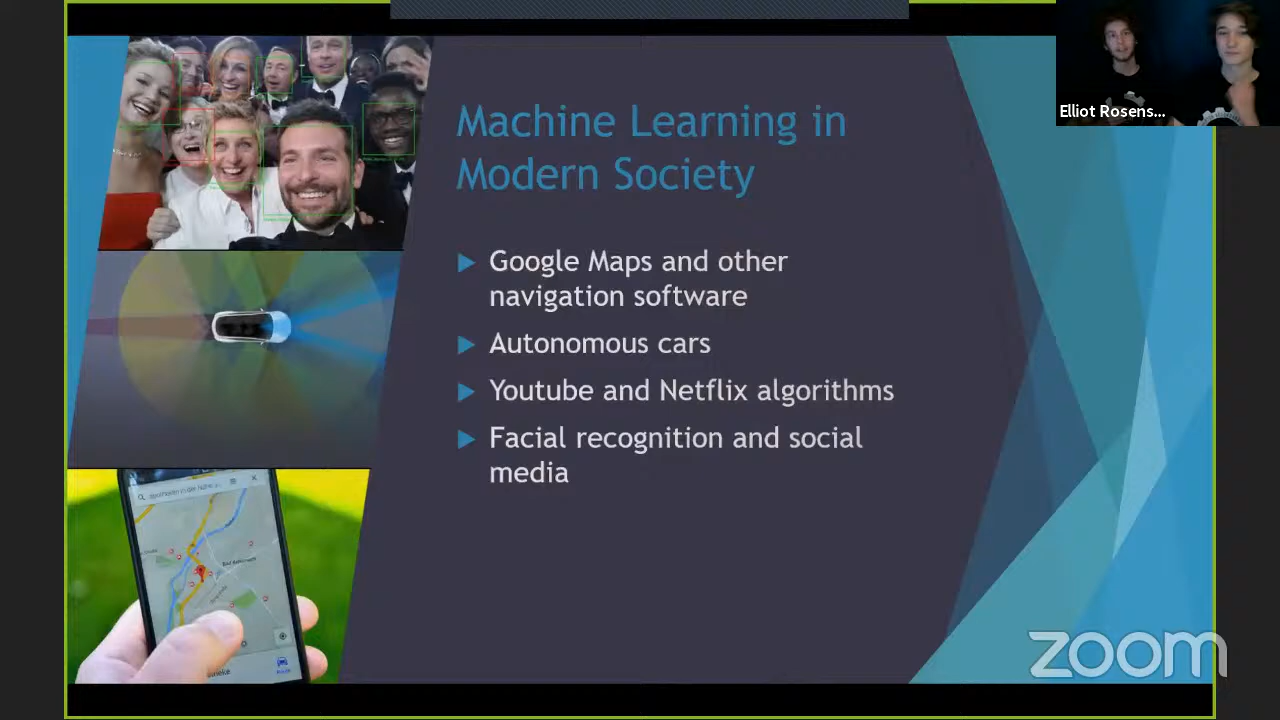 Elliot Rosens...
Machine Learning in
Modern Society
Google Maps and other
navigation software
Autonomous cars
Youtube and Netflix algorithms
Facial recognition and social
media
zoom